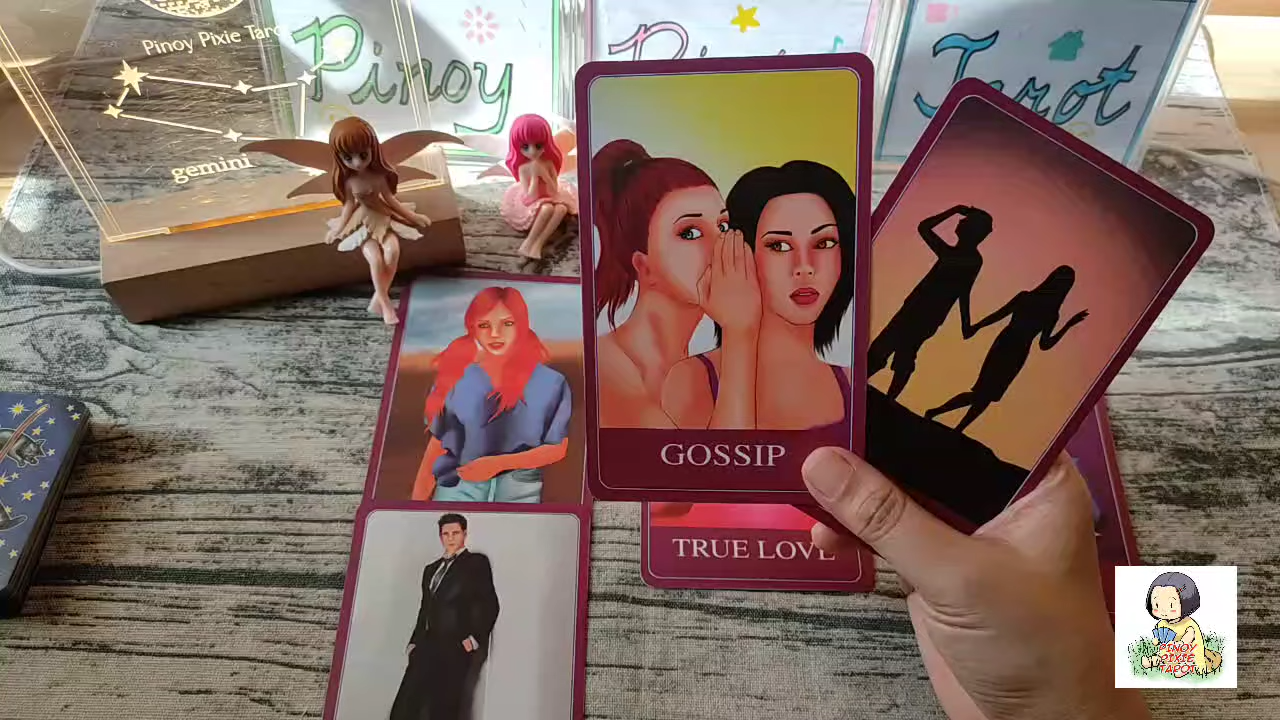 Pinoy Pixie Tarot
gemini
Pinoy
Tarot
GOSSIP
TRUE LOVE
PINOY
PIXIE
TAROT